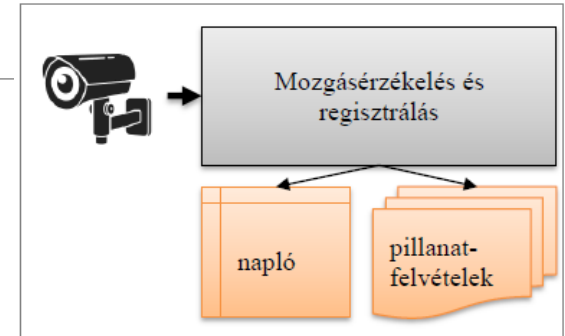 Mozgásérzékelés és
regisztrálás
napló
pillanat-
felvételek